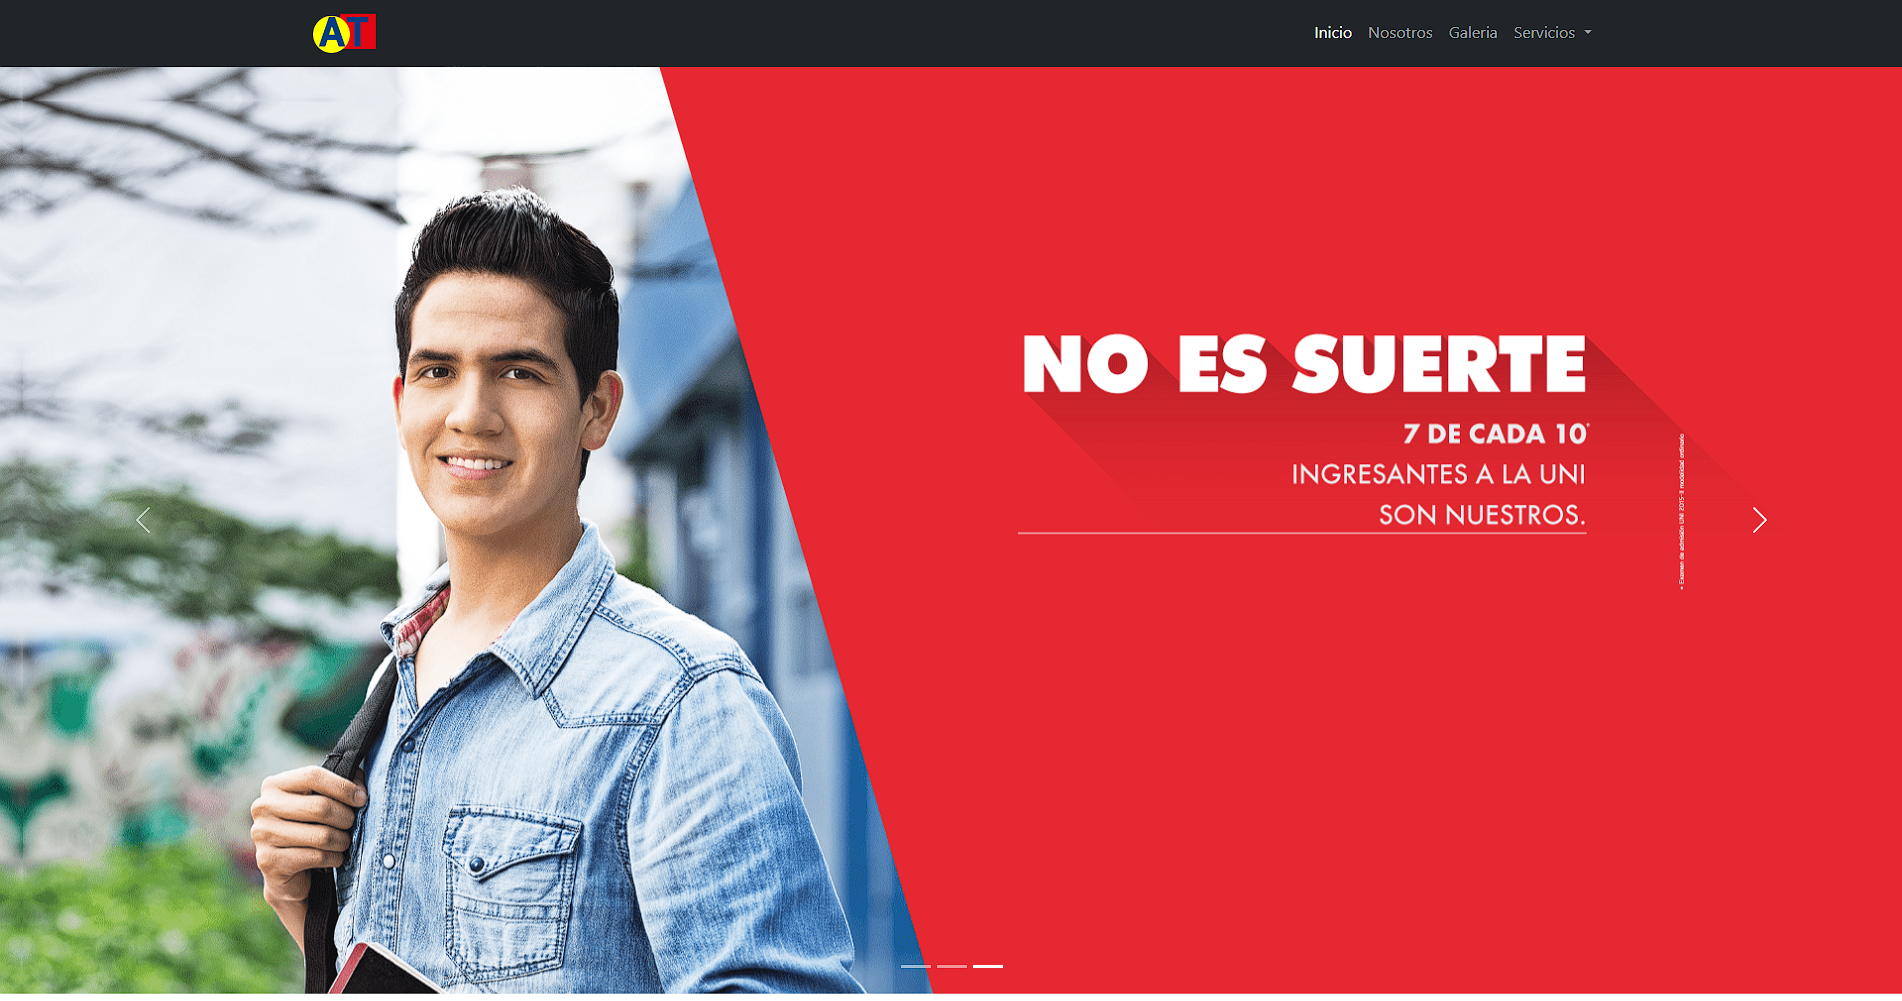 AT
Inicio Nosotros Galeria Servicios
NO ES SUERTE
7 DE CADA 10*
INGRESANTES A LA UNI
SON NUESTROS.
* Examen de admisión UNI 2015-II modalidad ordinario